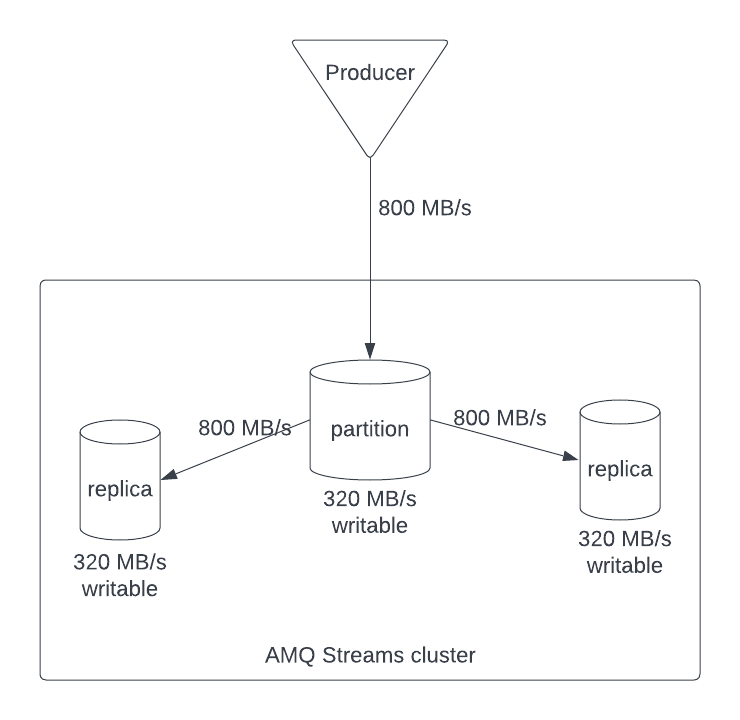 Producer
800 MB/s
800 MB/s
partition
800 MB/s
replica
320 MB/s
writable
replica
320 MB/s
writable
320 MB/s
writable
AMQ Streams cluster